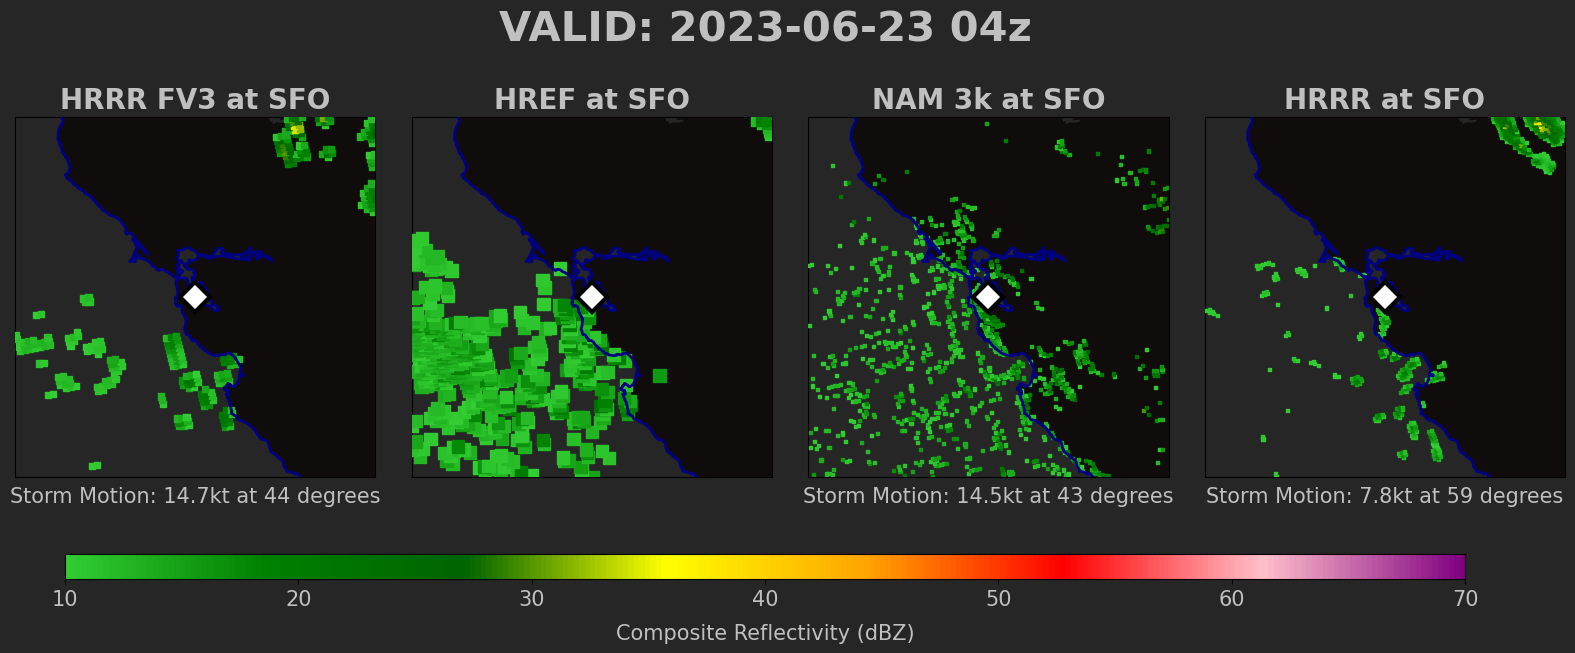 VALID: 2023-06-23 04z
HRRR FV3 at SFO
HREF at SFO
NAM 3k at SFO
HRRR at SFO
Storm Motion: 14.7kt at 44 degrees
Storm Motion: 14.5kt at 43 degrees
Storm Motion: 7.8kt at 59 degrees
10 20 30 40 50 60 70
Composite Reflectivity (dBZ)